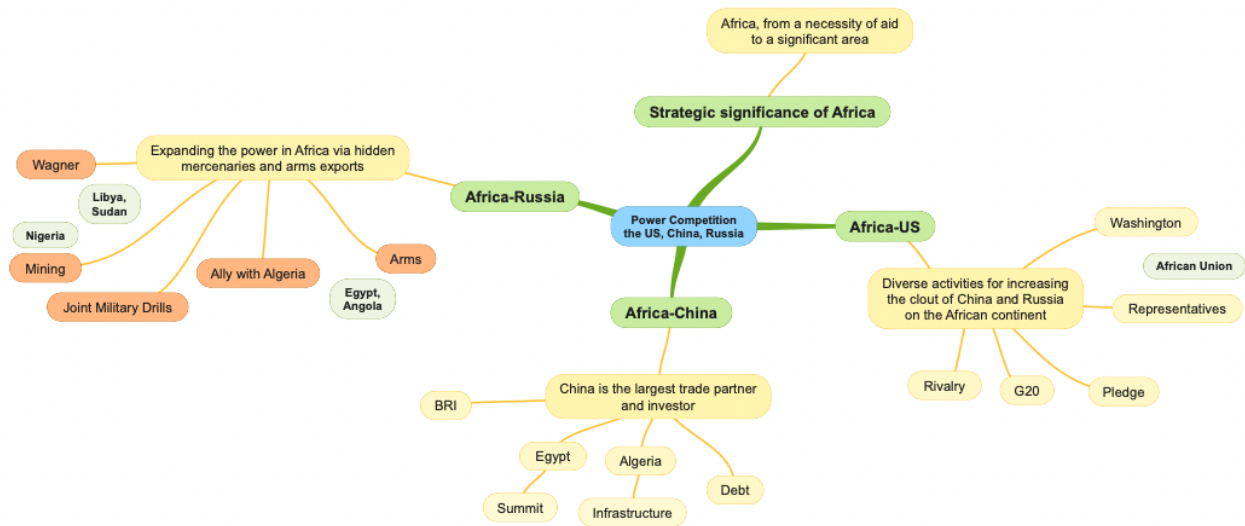 Africa, from a necessity of aid
to a significant area
Strategic significance of Africa
Expanding the power in Africa via hidden
mercenaries and arms exports
Wagner
Libya,
Sudan
Nigeria
Mining
Joint Military Drills
Ally with Algeria
Arms
Egypt,
Angola
Africa-Russia
Power Competition
the US, China, Russia
Africa-US
Washington
African Union
Diverse activities for increasing
the clout of China and Russia
on the African continent
Representatives
Rivalry
G20
Pledge
Africa-China
China is the largest trade partner
and investor
BRI
Egypt
Summit
Algeria
Infrastructure
Debt